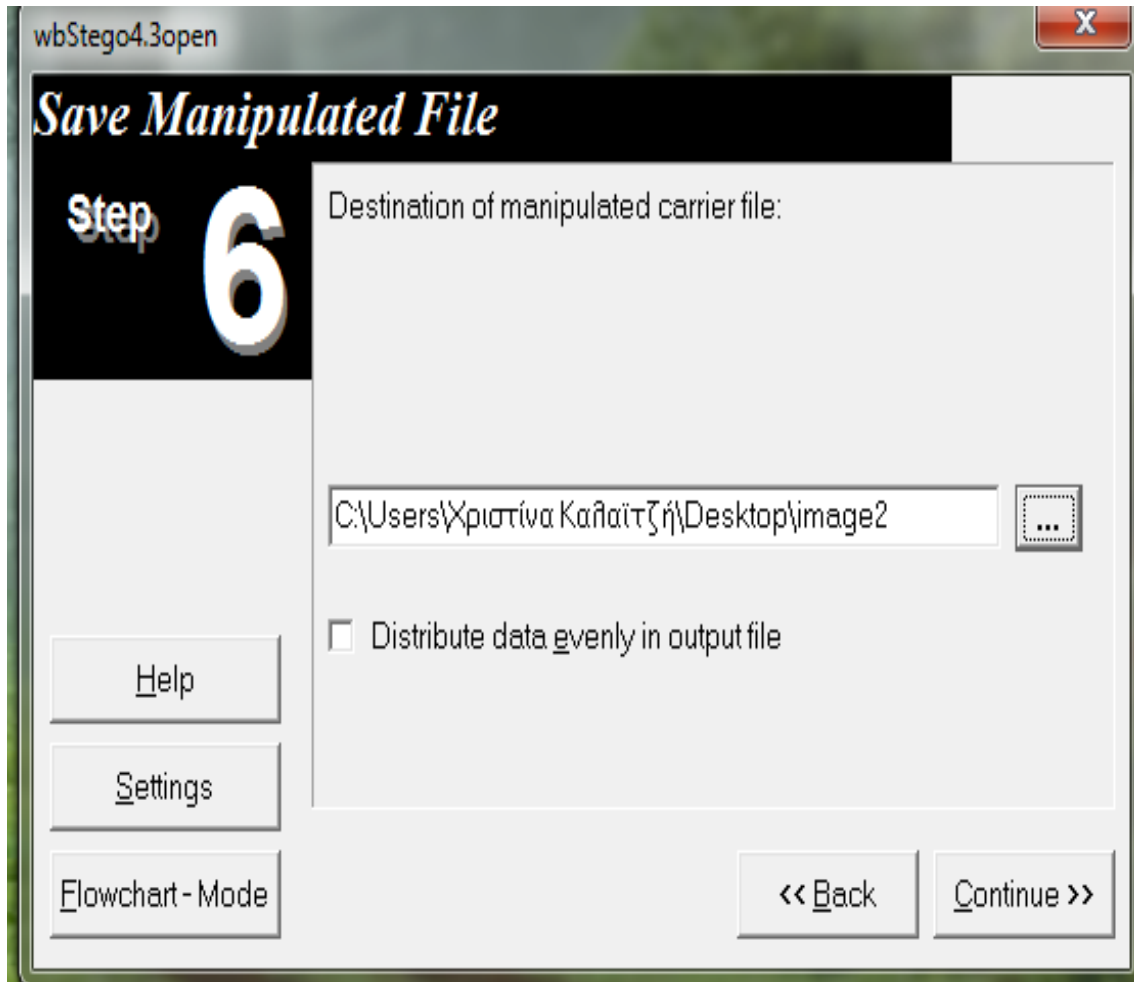 wbStego4.3open
X
Save Manipulated File
Step 6
Destination of manipulated carrier file:
C:\Users\Χριστίνα Καλαϊτζή\Desktop\image2
...
Distribute data evenly in output file
Help
Settings
Flowchart - Mode
<< Back
Continue >>